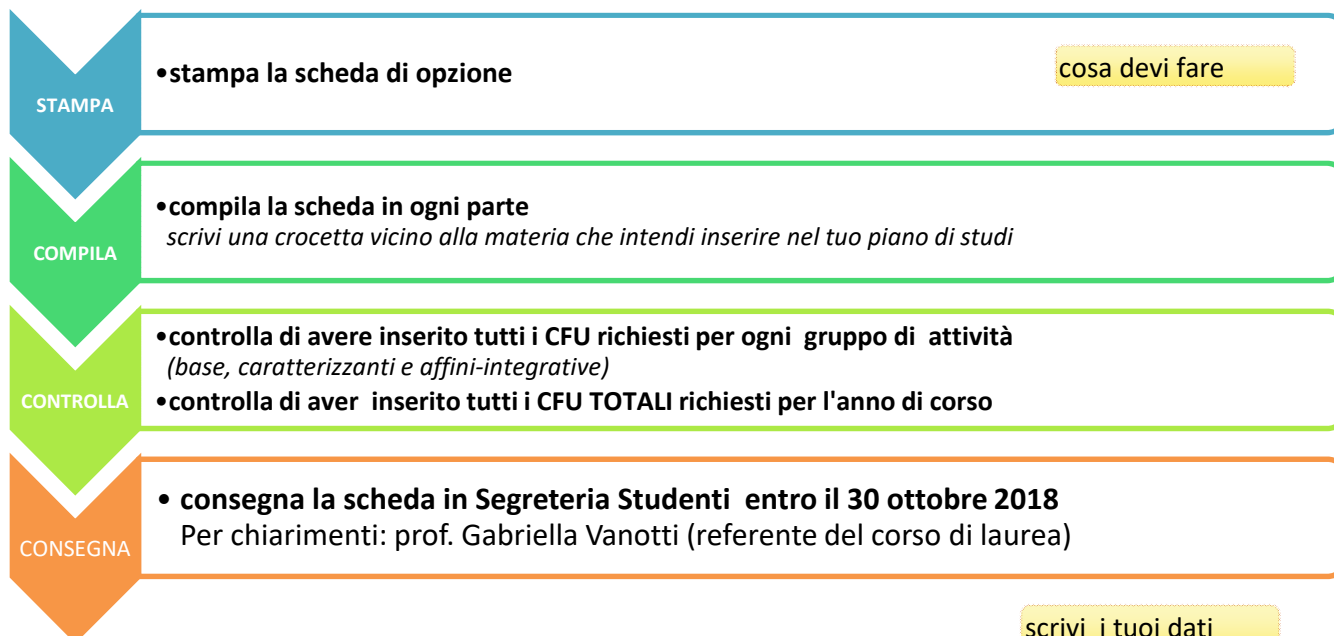 cosa devi fare
STAMPA
•stampa la scheda di opzione
COMPILA
•compila la scheda in ogni parte
scrivi una crocetta vicino alla materia che intendi inserire nel tuo piano di studi
CONTROLLA
•controlla di avere inserito tutti i CFU richiesti per ogni gruppo di attività
(base, caratterizzanti e affini-integrative)
•controlla di aver inserito tutti i CFU TOTALI richiesti per l'anno di corso
CONSEGNA
• consegna la scheda in Segreteria Studenti entro il 30 ottobre 2018
Per chiarimenti: prof. Gabriella Vanotti (referente del corso di laurea)
scrivi i tuoi dati